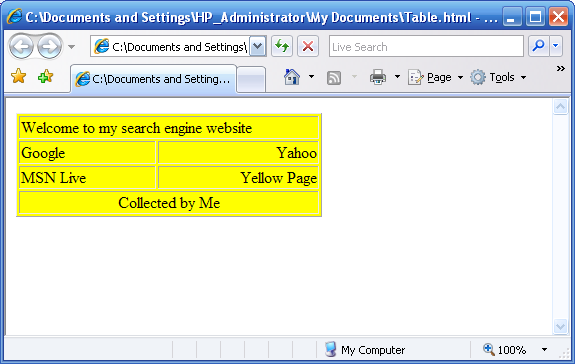 C:\Documents and Settings\HP_Administrator\My Documents\Table.html - ...
C:\Documents and Settings\
Live Search
C:\Documents and Setting...
Page
Tools
»
Welcome to my search engine website
Google Yahoo
MSN Live Yellow Page
Collected by Me
My Computer
100%